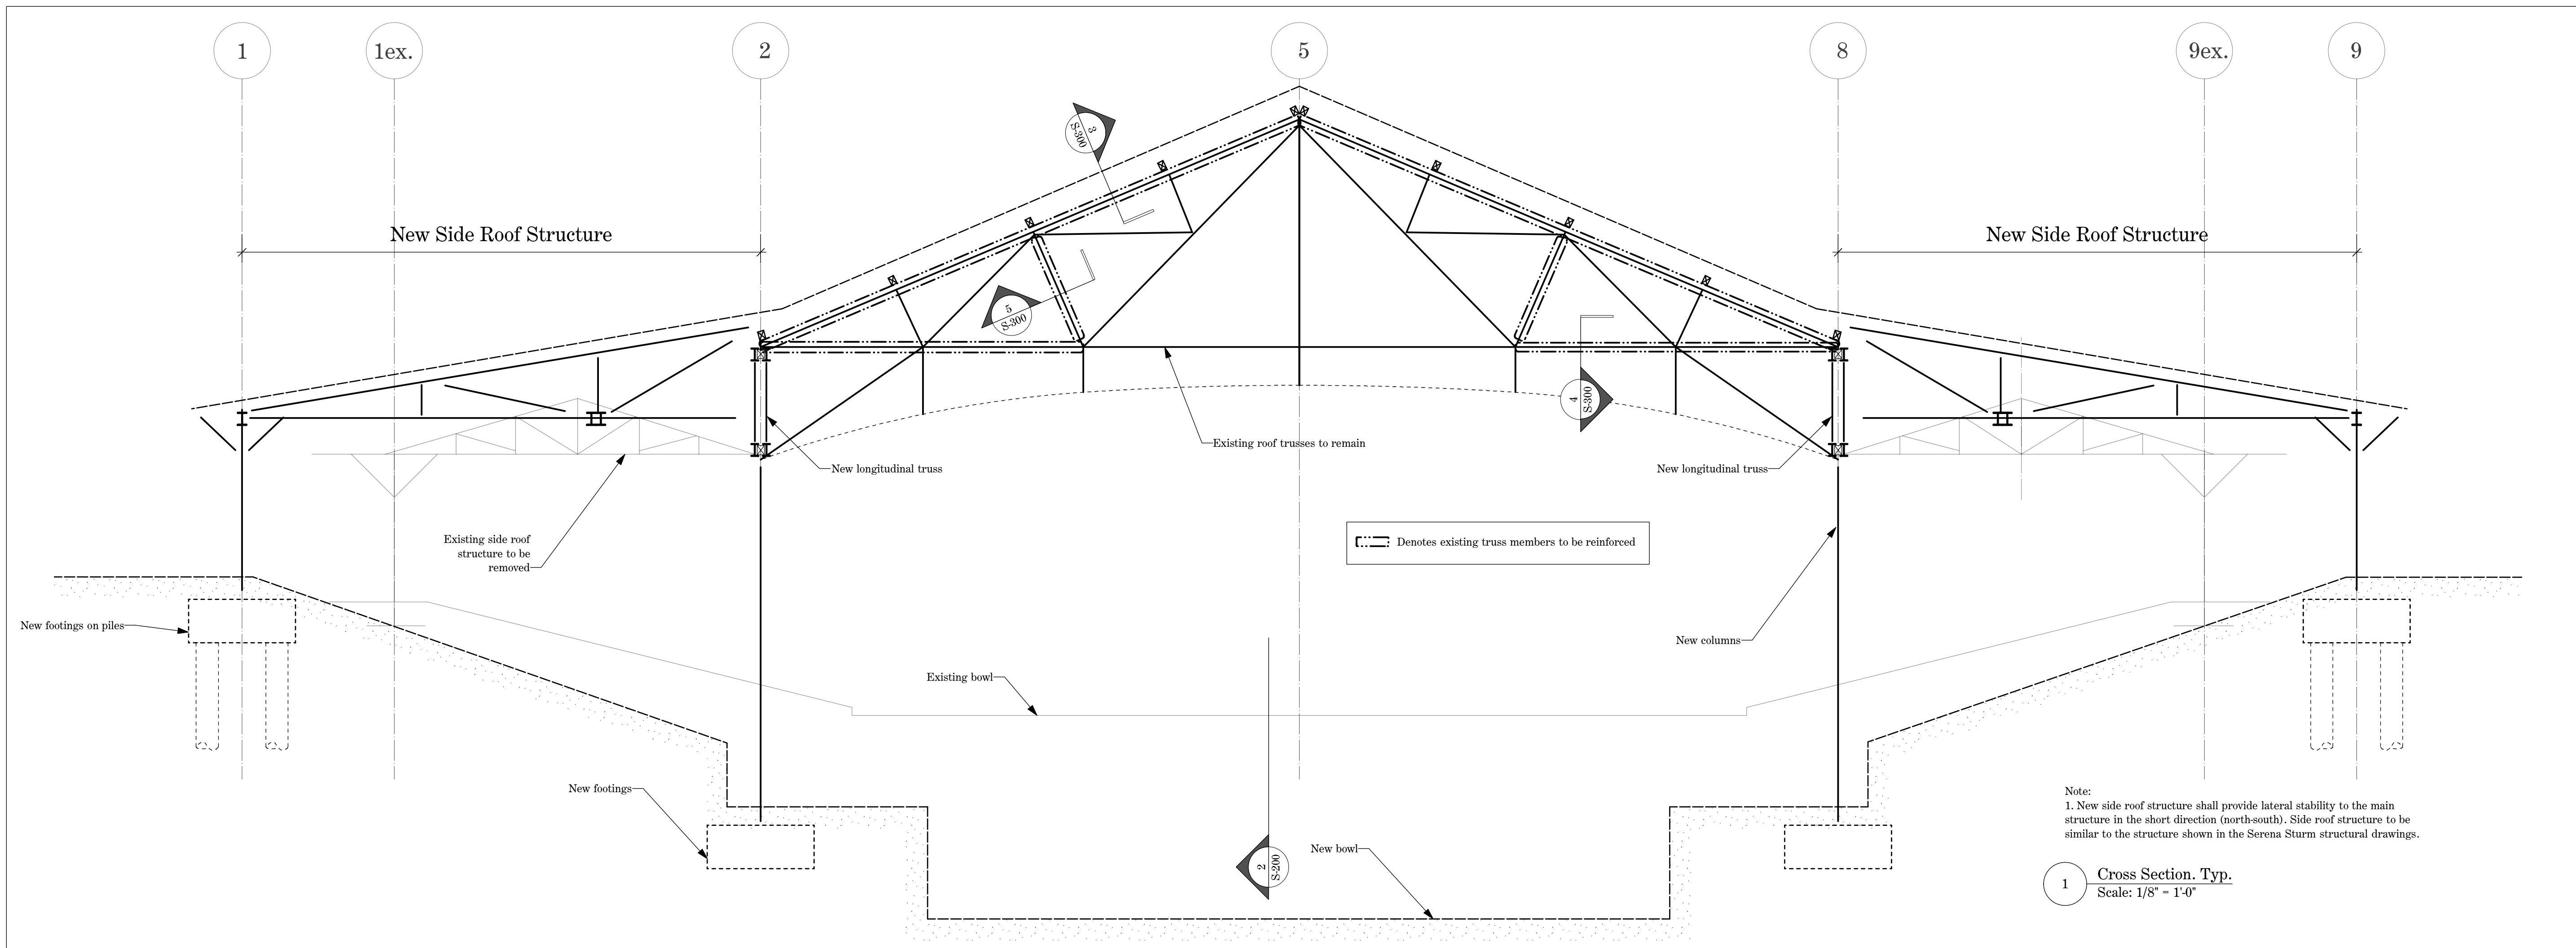 1
1ex.
2
5
8
9ex.
9
3
S-300
New Side Roof Structure
New Side Roof Structure
5
S-300
4
S-300
Existing roof trusses to remain
New longitudinal truss
New longitudinal truss
Existing side roof
structure to be
removed
Denotes existing truss members to be reinforced
New footings on piles
New columns
Existing bowl
New footings
New bowl
2
S-200
Note:
1. New side roof structure shall provide lateral stability to the main
structure in the short direction (north-south). Side roof structure to be
similar to the structure shown in the Serena Sturm structural drawings.
1
Cross Section. Typ.
Scale: 1/8" = 1'-0"